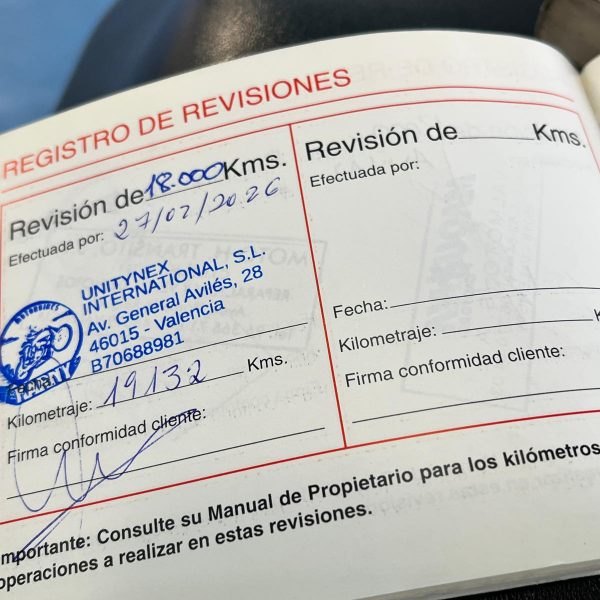 REGISTRO DE REVISIONES
Revisión de 18.000 Kms.
Efectuada por: 27/02/2026
UNITYNEX
INTERNATIONAL, S.L.
Av. General Avilés, 28
46015 - Valencia
B70688981
Fecha:
Kilometraje: 19132 Kms.
Firma conformidad cliente:
Revisión de Kms.
Efectuada por:
Fecha:
Kilometraje: K
Firma conformidad cliente:
mportante: Consulte su Manual de Propietario para los kilómetros
operaciones a realizar en estas revisiones.